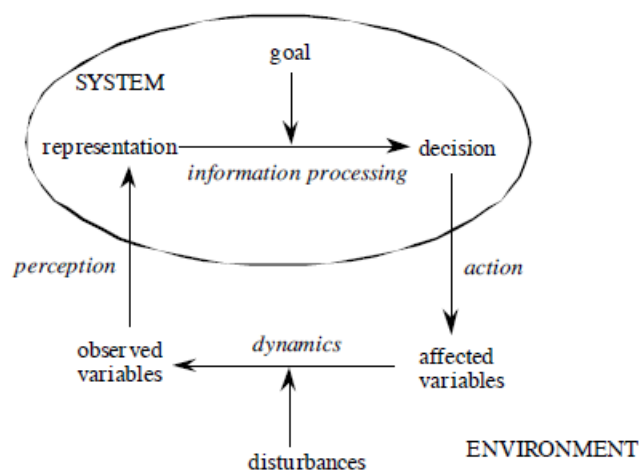 goal
SYSTEM
representation
decision
information processing
perception
action
observed
variables
dynamics
affected
variables
disturbances
ENVIRONMENT